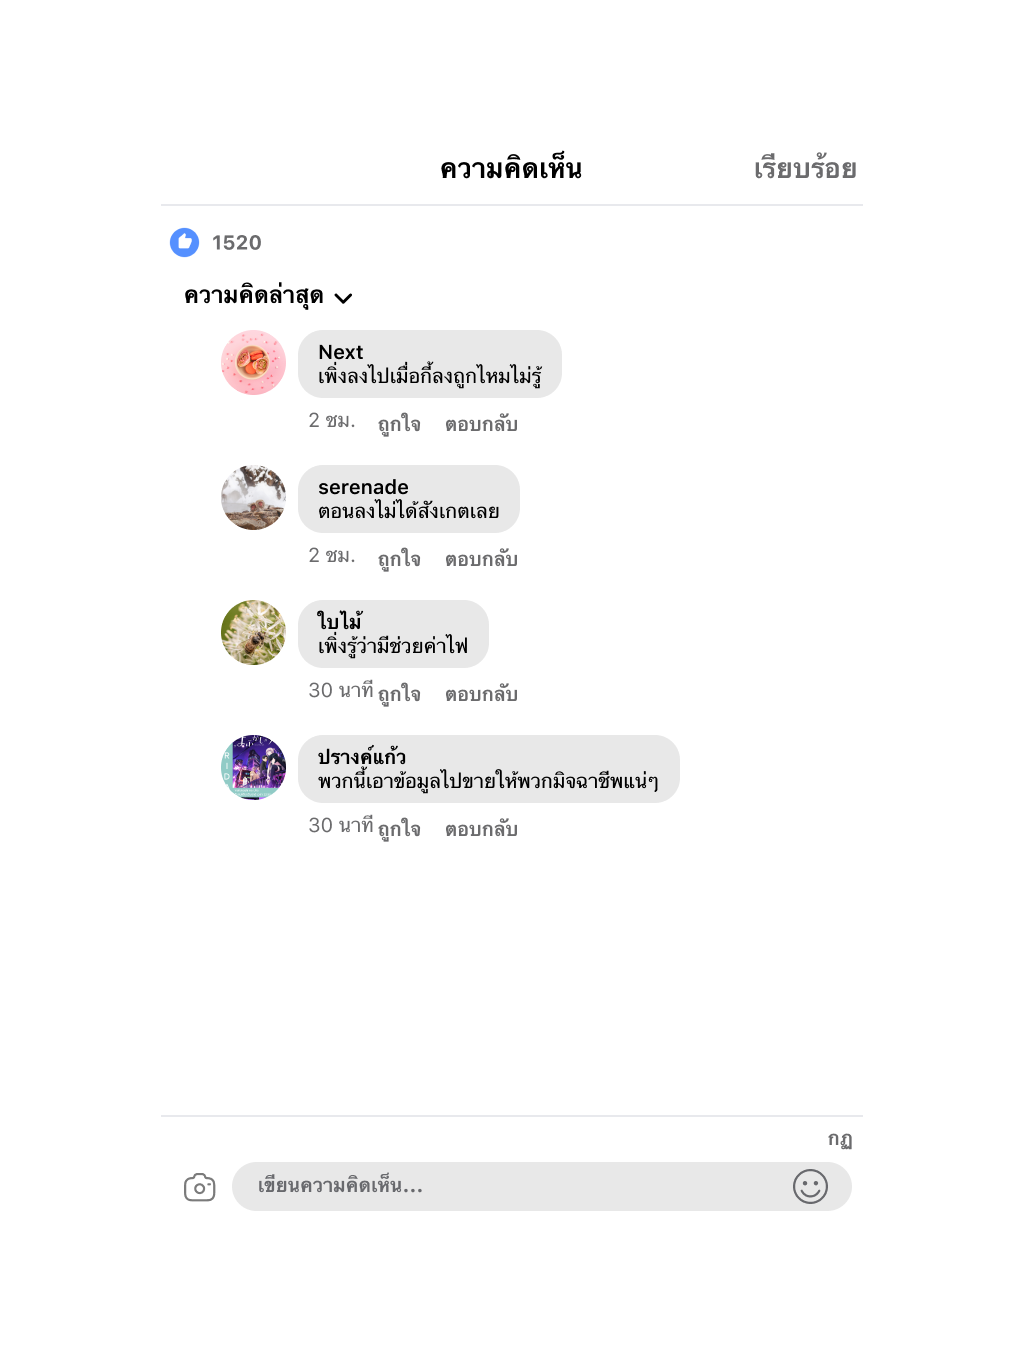 ความคิดเห็น
เรียบร้อย
1520
ความคิดล่าสุด
Next
เพิ่งลงไปเมื่อกี้ลงถูกไหมไม่รู้
2 ชม. ถูกใจ ตอบกลับ
serenade
ตอนลงไม่ได้สังเกตเลย
2 ชม. ถูกใจ ตอบกลับ
ใบไม้
เพิ่งรู้ว่ามีช่วยค่าไฟ
30 นาที ถูกใจ ตอบกลับ
ปรางค์แก้ว
พวกนี้เอาข้อมูลไปขายให้พวกมิจฉาชีพแน่ๆ
30 นาที ถูกใจ ตอบกลับ
กฏ
เขียนความคิดเห็น...